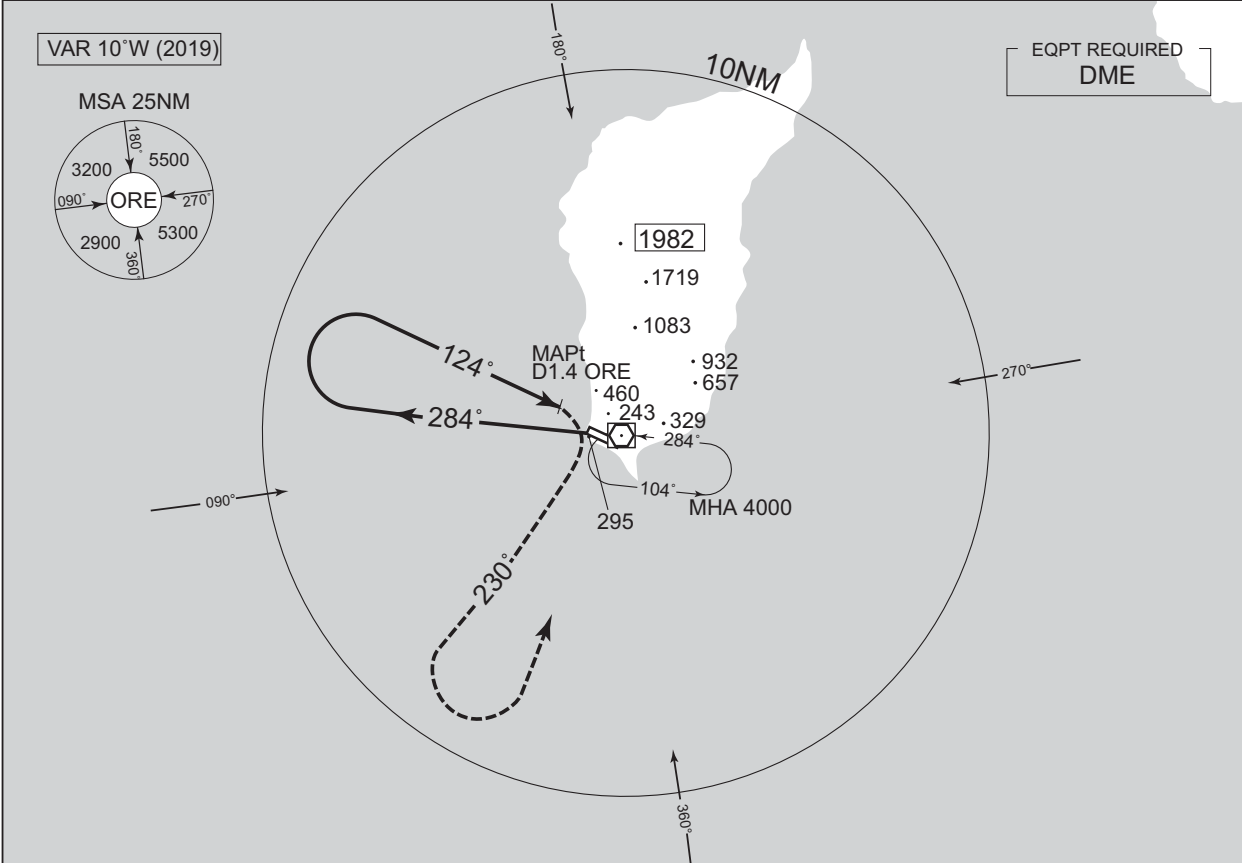 VAR 10°W (2019)
MSA 25NM
180°
3200
5500
090°
ORE
270°
2900
5300
360°
180°
10NM
EQPT REQUIRED
DME
1982
1719
1083
932
657
MAPt
D1.4 ORE
460
243
329
124°
284°
284°
270°
104°
MHA 4000
295
090°
230°
360°